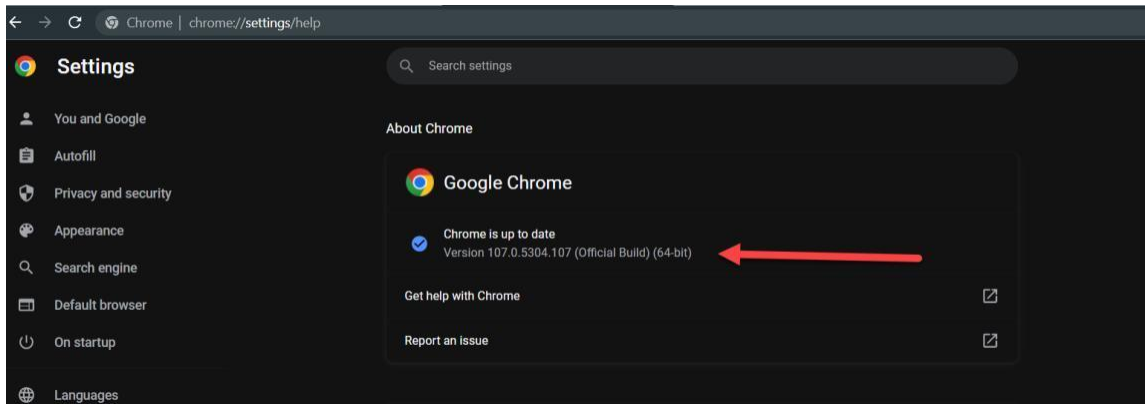 Chrome | chrome://settings/help
Settings
Search settings
You and Google
Autofill
Privacy and security
Appearance
Search engine
Default browser
On startup
Languages
About Chrome
Google Chrome
Chrome is up to date
Version 107.0.5304.107 (Official Build) (64-bit)
Get help with Chrome
Report an issue